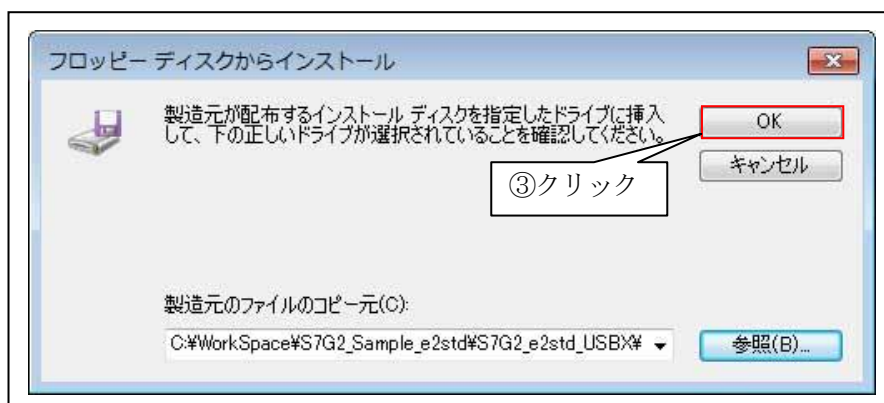 フロッピー ディスクからインストール
製造元が配布するインストール ディスクを指定したドライブに挿入
して、下の正しいドライブが選択されていることを確認してください。
OK
キャンセル
③クリック
製造元のファイルのコピー元(C):
C:¥WorkSpace¥S7G2_Sample_e2std¥S7G2_e2std_USBX¥
参照(B)...